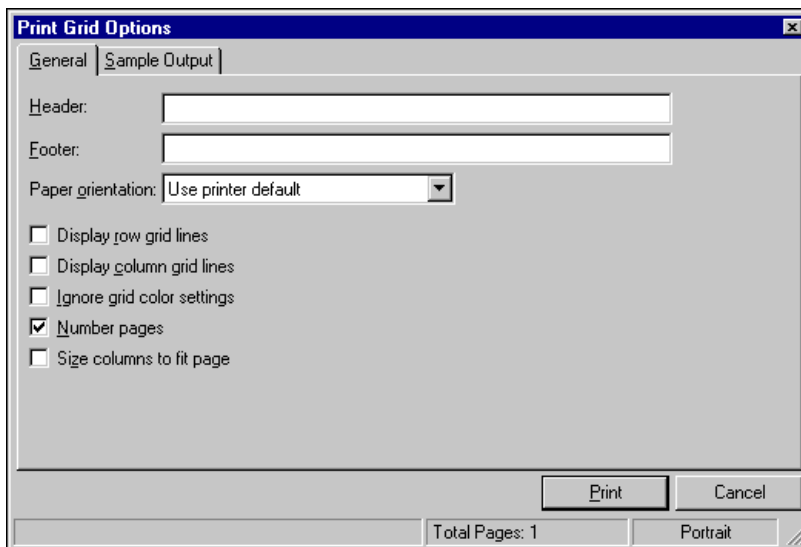 Print Grid Options
General Sample Output
Header:
Footer:
Paper orientation: Use printer default
Display row grid lines
Display column grid lines
Ignore grid color settings
Number pages
Size columns to fit page
Print Cancel
Total Pages: 1 Portrait